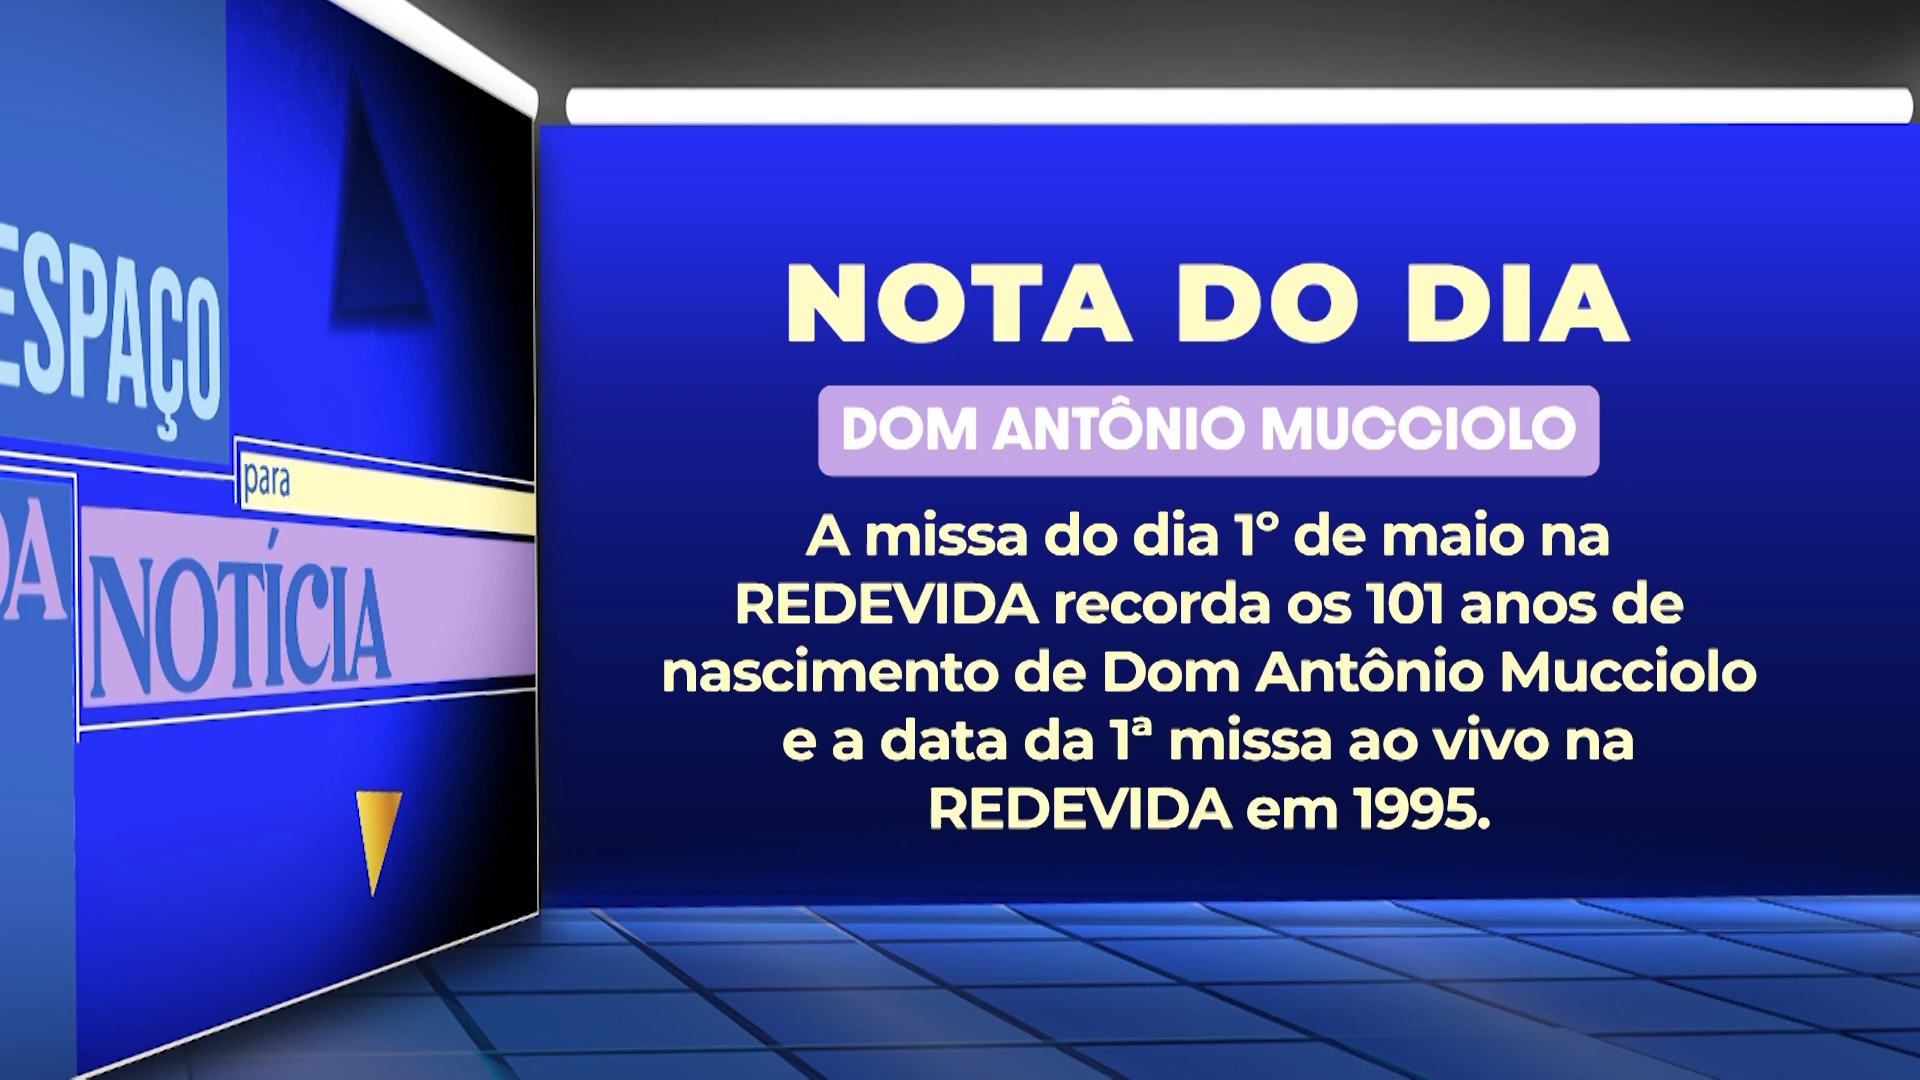 ESPAÇO
para
DA
NOTÍCIA
NOTA DO DIA
DOM ANTÔNIO MUCCIOLO
A missa do dia 1º de maio na
REDEVIDA recorda os 101 anos de
nascimento de Dom Antônio Mucciolo
e a data da 1ª missa ao vivo na
REDEVIDA em 1995.